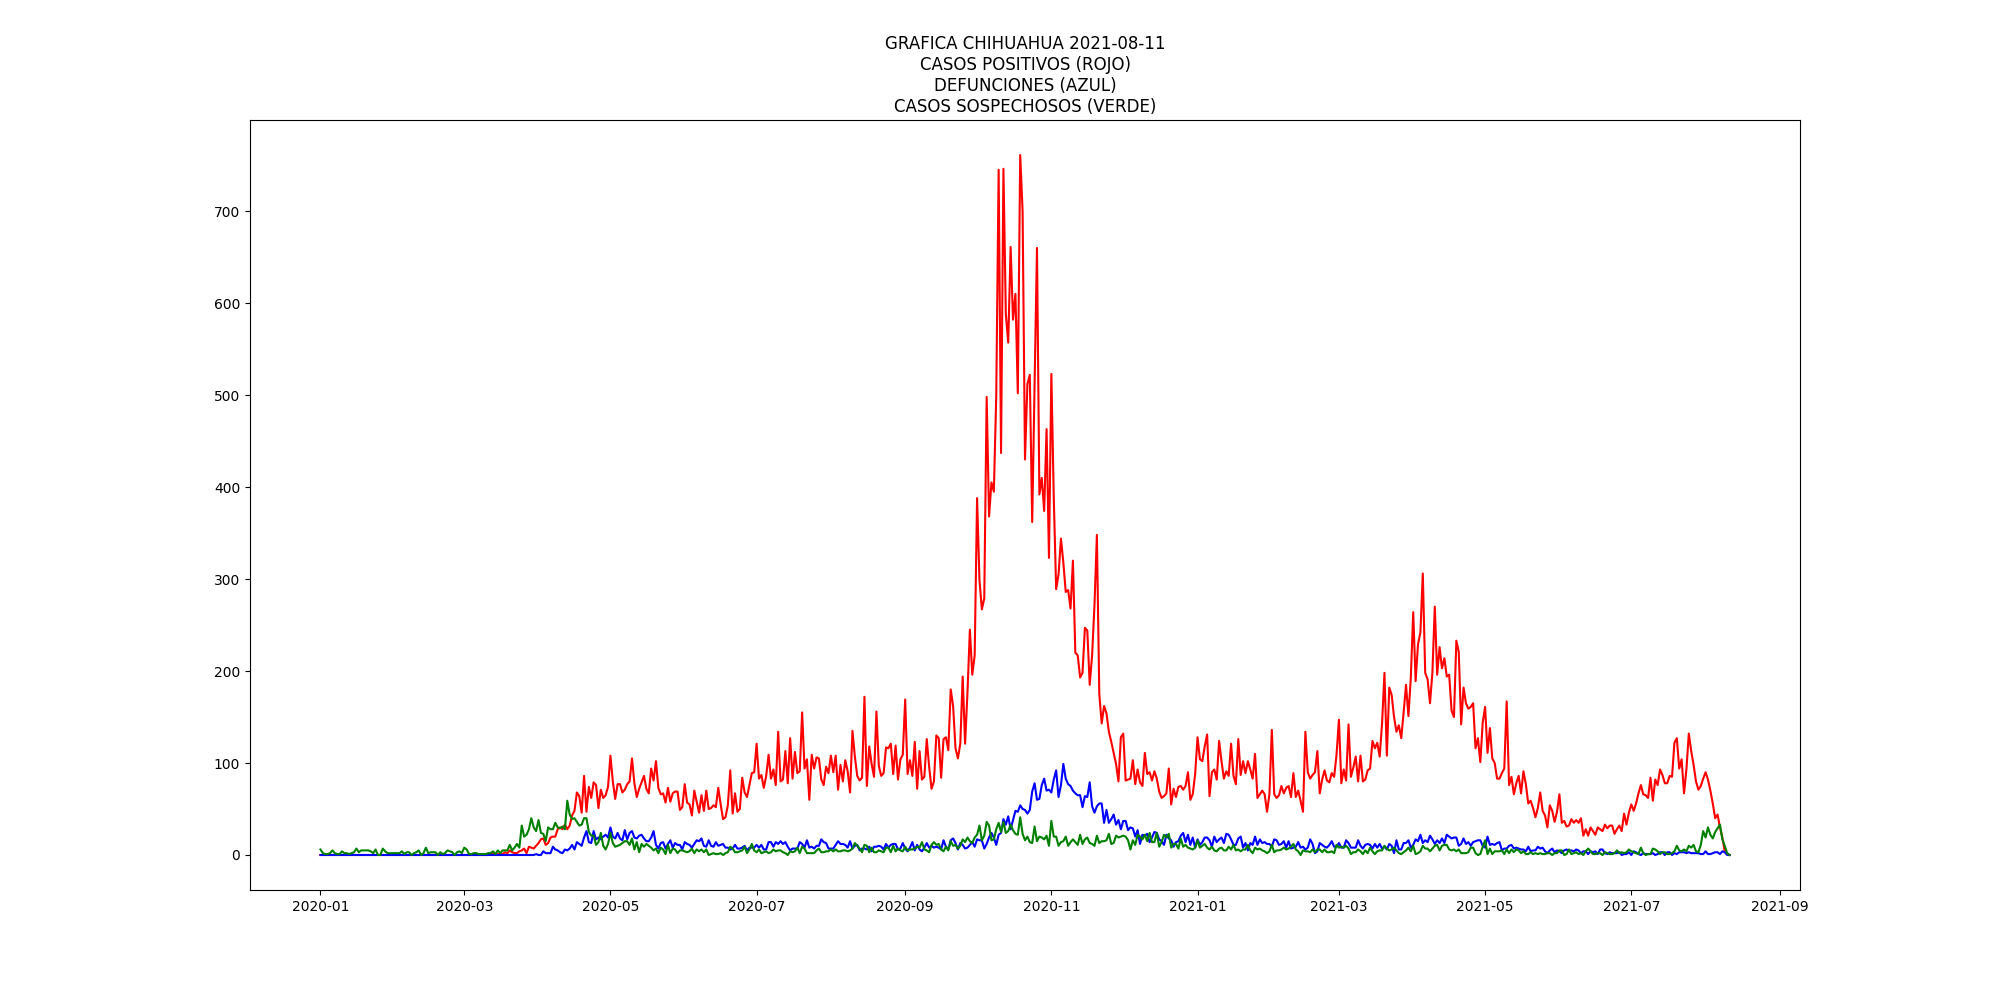 GRAFICA CHIHUAHUA 2021-08-11
CASOS POSITIVOS (ROJO)
DEFUNCIONES (AZUL)
CASOS SOSPECHOSOS (VERDE)
700
600
500
400
300
200
100
0
2020-01 2020-03 2020-05 2020-07 2020-09 2020-11 2021-01 2021-03 2021-05 2021-07 2021-09